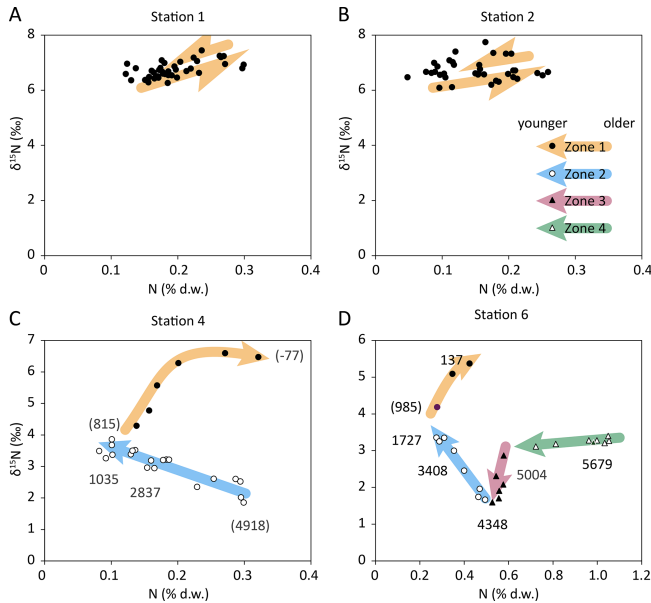 A
Station 1
8
6
4
2
0
δ¹⁵N (‰)
0
0.1
0.2
0.3
0.4
N (% d.w.)
B
Station 2
8
6
4
2
0
δ¹⁵N (‰)
younger
older
Zone 1
Zone 2
Zone 3
Zone 4
0
0.1
0.2
0.3
0.4
N (% d.w.)
C
Station 4
7
6
5
4
3
2
1
0
δ¹⁵N (‰)
(-77)
(815)
1035
2837
(4918)
0
0.1
0.2
0.3
0.4
N (% d.w.)
D
Station 6
6
5
4
3
2
1
0
δ¹⁵N (‰)
137
(985)
1727
3408
5004
5679
4348
0.0
0.2
0.4
0.6
0.8
1.0
1.2
N (% d.w.)